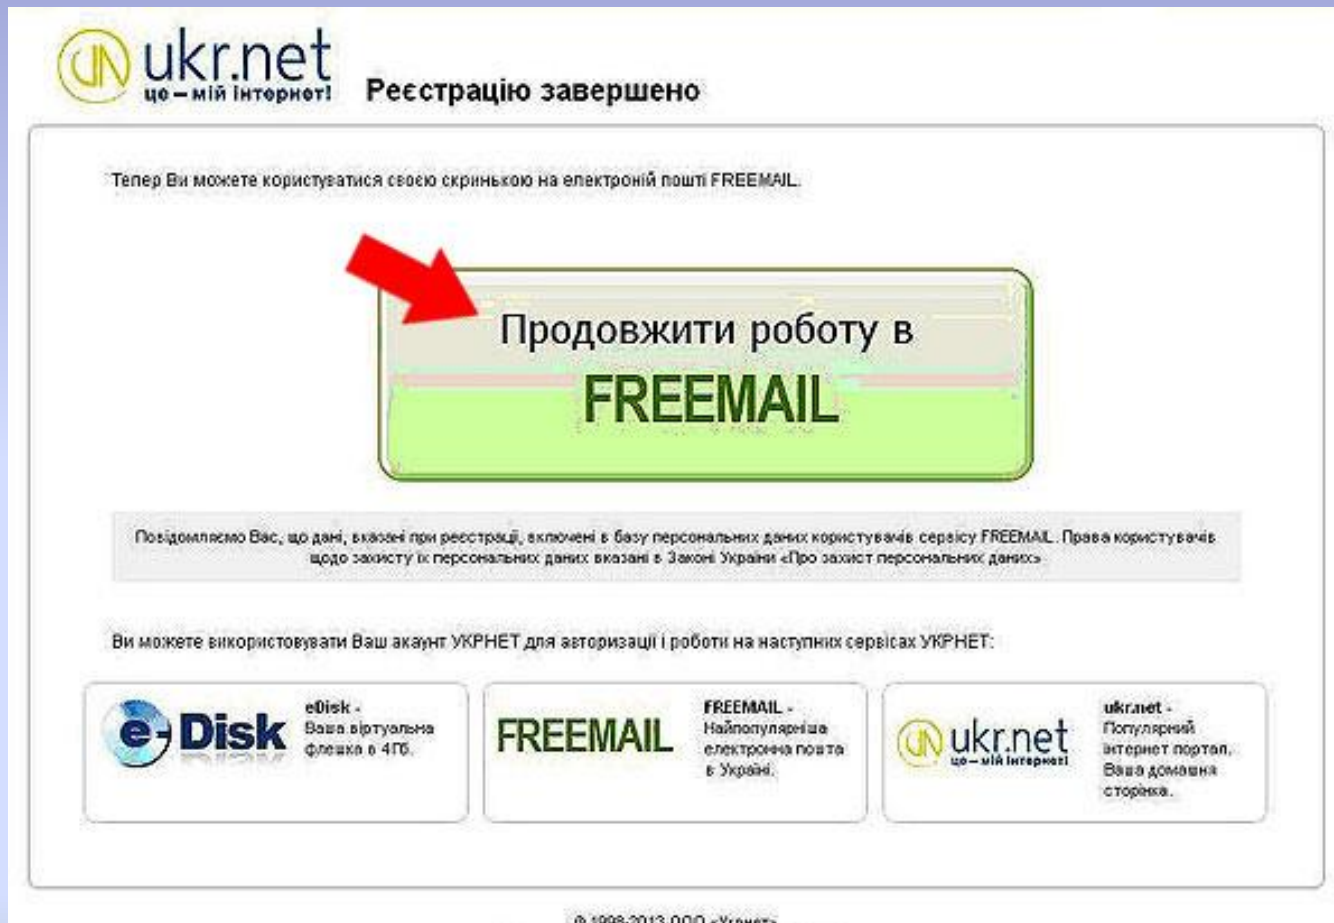 ukr.net
це – мій інтернет!
Реєстрацію завершено
Тепер Ви можете користуватися своєю скринькою на електроній пошті FREEMAIL.
Продовжити роботу в
FREEMAIL
Повідомляємо Вас, що дані, вказані при реєстрації, включені в базу персональних даних користувачів сервісу FREEMAIL. Права користувачів
щодо захисту їх персональних даних вказані в Законі України «Про захист персональних даних»
Ви можете використовувати Ваш акаунт УКРНЕТ для авторизації і роботи на наступних сервісах УКРНЕТ:
e-Disk
eDisk -
Ваша віртуальна
флешка в 4Гб.
FREEMAIL
FREEMAIL -
Найпопулярніша
електронна пошта
в Україні.
ukr.net
це – мій інтернет!
ukr.net -
Популярний
інтернет портал,
Ваша домашня
сторінка.
© 1998-2013 ООО «Укрнет»